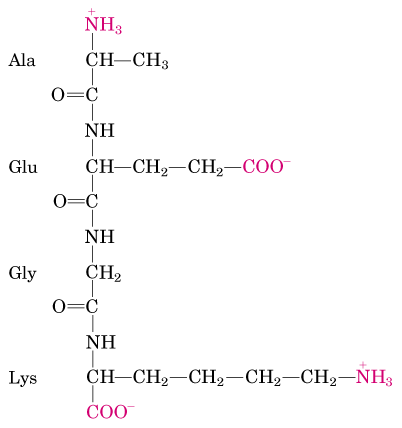 +
NH₃
Ala CH—CH₃
O=C
NH
Glu CH—CH₂—CH₂—COO⁻
O=C
NH
Gly CH₂
O=C
NH
+
Lys CH—CH₂—CH₂—CH₂—CH₂—NH₃
COO⁻